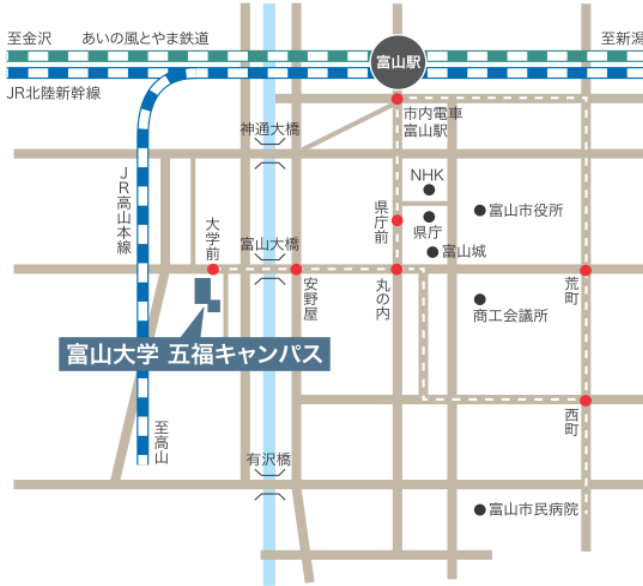 至金沢
あいの風とやま鉄道
富山駅
至新潟
JR北陸新幹線
市内電車
富山駅
神通大橋
JR高山本線
NHK
大学前
県庁前
県庁
富山市役所
富山大橋
富山城
安野屋
丸の内
荒町
商工会議所
富山大学 五福キャンパス
西町
至高山
有沢橋
富山市民病院